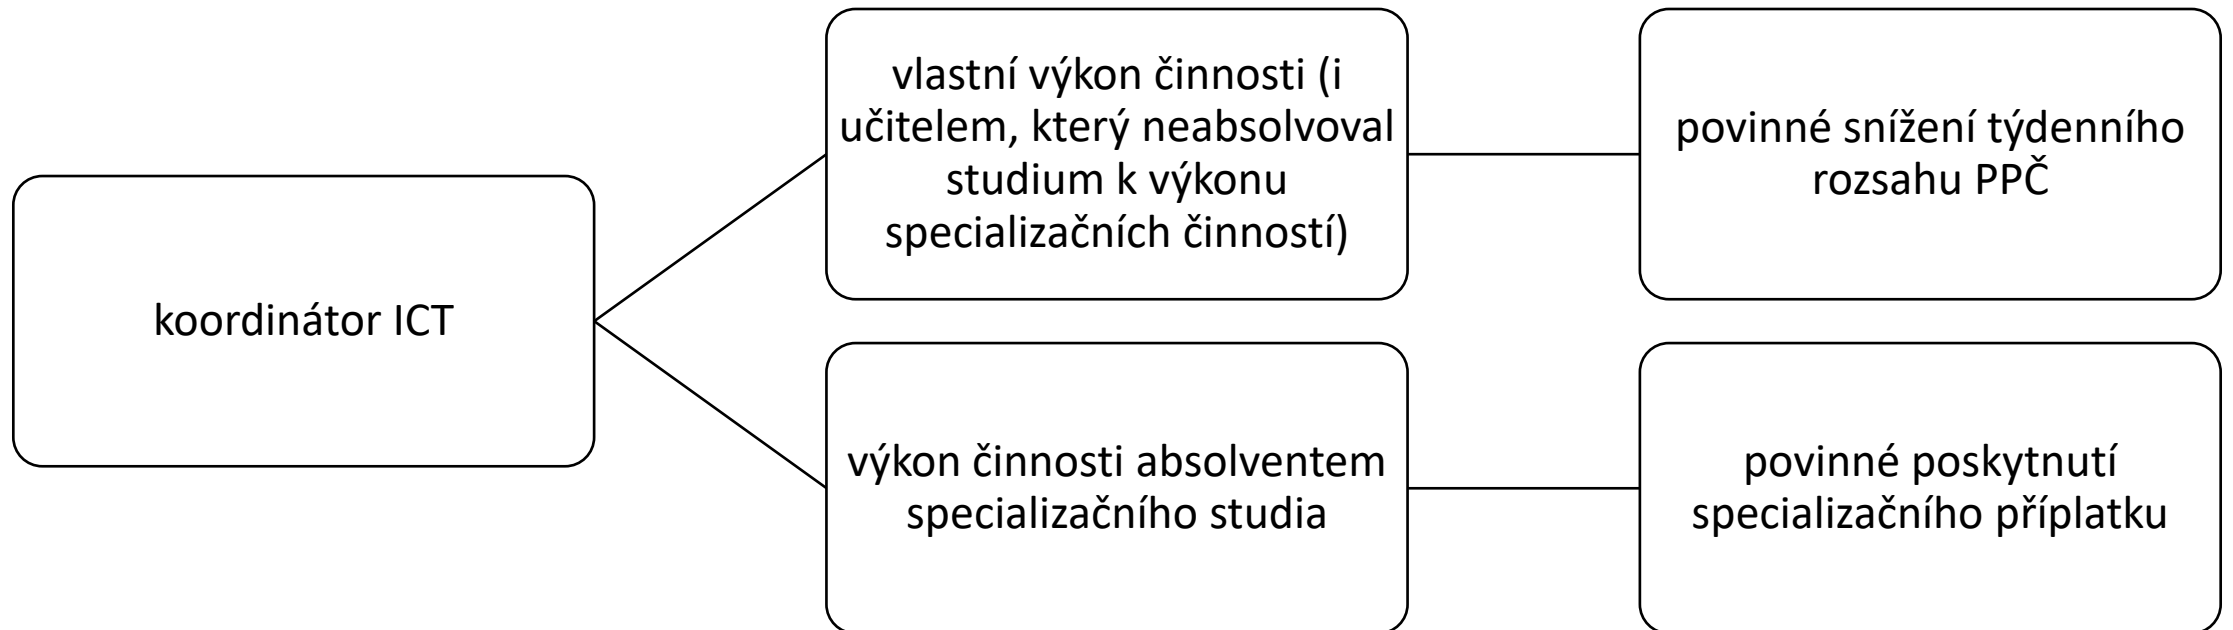 koordinátor ICT
vlastní výkon činnosti (i
učitelem, který neabsolvoval
studium k výkonu
specializačních činností)
povinné snížení týdenního
rozsahu PPČ
výkon činnosti absolventem
specializačního studia
povinné poskytnutí
specializačního příplatku